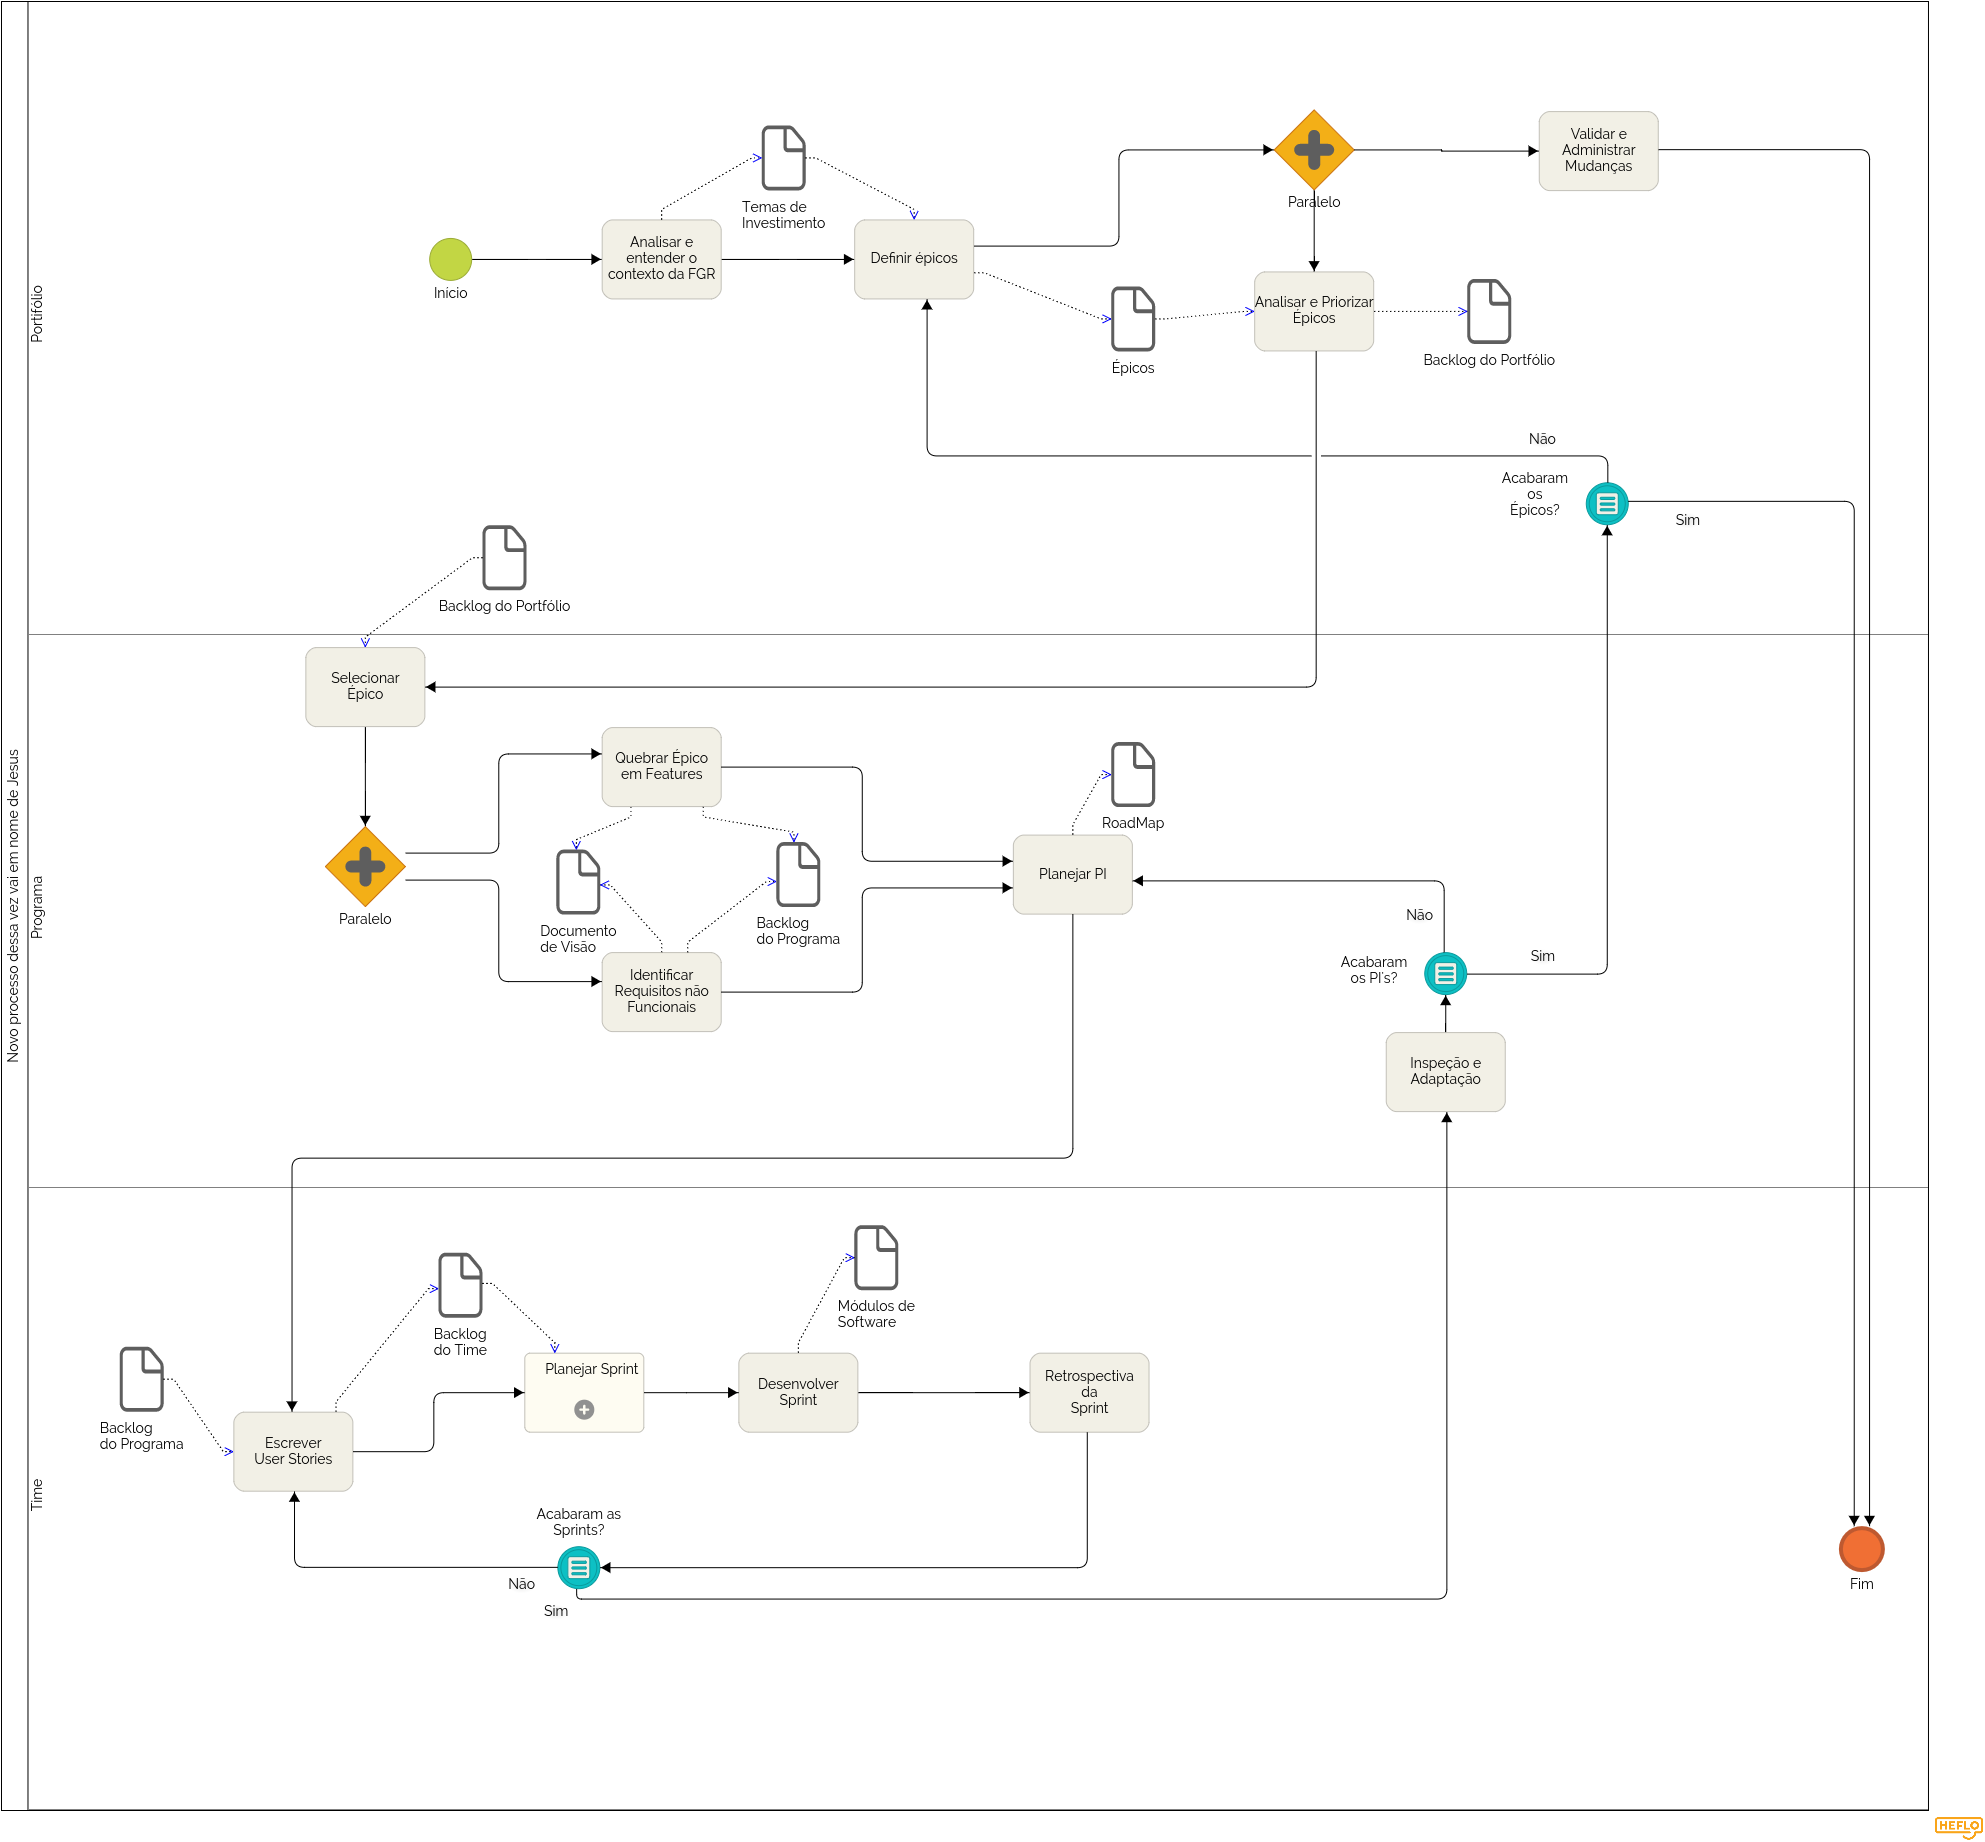 Novo processo dessa vez vai em nome de Jesus
Portifólio
Início
Analisar e
entender o
contexto da FGR
Temas de
Investimento
Definir épicos
Épicos
Paralelo
Validar e
Administrar
Mudanças
Analisar e Priorizar
Épicos
Backlog do Portfólio
Não
Acabaram
os
Épicos?
Sim
Backlog do Portfólio
Programa
Selecionar
Épico
Paralelo
Quebrar Épico
em Features
Documento
de Visão
Backlog
do Programa
Identificar
Requisitos não
Funcionais
RoadMap
Planejar PI
Não
Acabaram
os PI's?
Sim
Inspeção e
Adaptação
Time
Backlog
do Programa
Escrever
User Stories
Backlog
do Time
Planejar Sprint
Módulos de
Software
Desenvolver
Sprint
Retrospectiva
da
Sprint
Acabaram as
Sprints?
Não
Sim
Fim
HEFLO